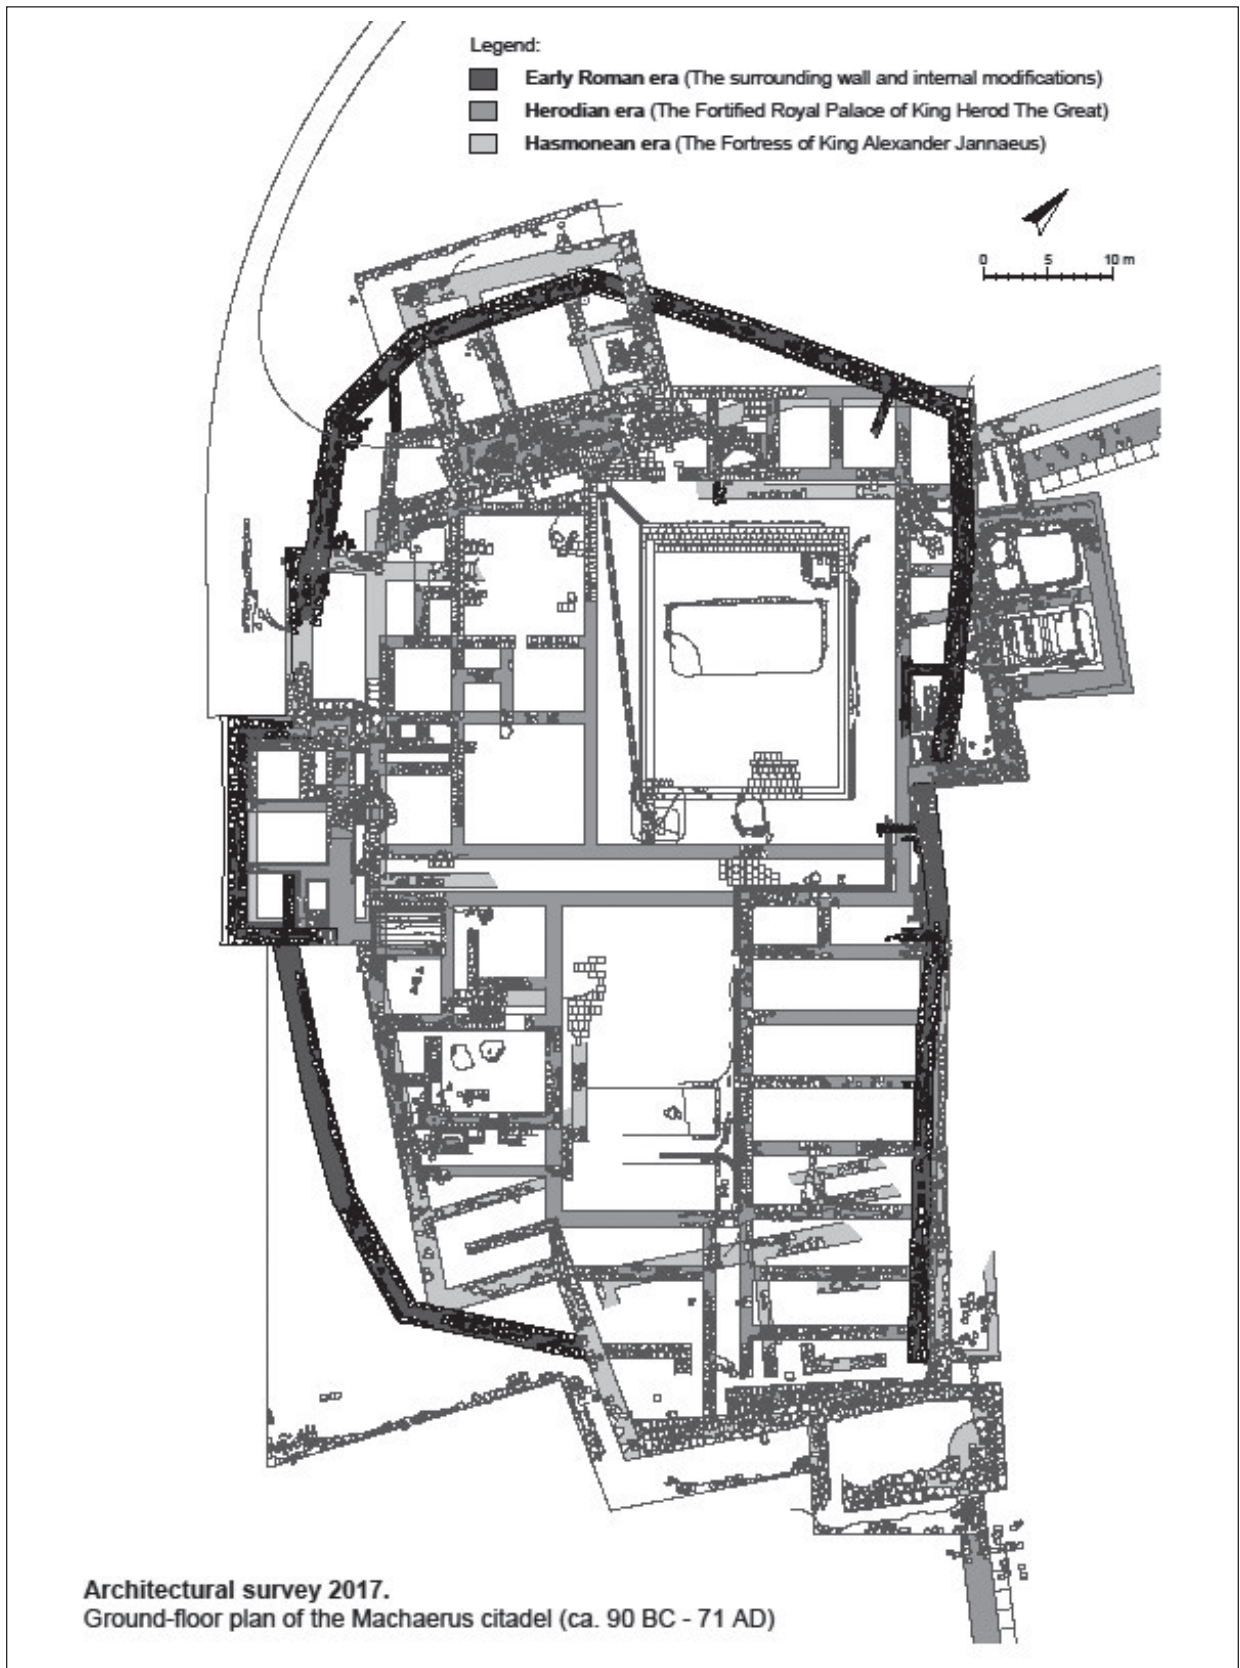 Legend:
Early Roman era (The surrounding wall and internal modifications)
Herodian era (The Fortified Royal Palace of King Herod The Great)
Hasmonean era (The Fortress of King Alexander Jannaeus)
0 5 10 m
Architectural survey 2017.
Ground-floor plan of the Machaerus citadel (ca. 90 BC - 71 AD)